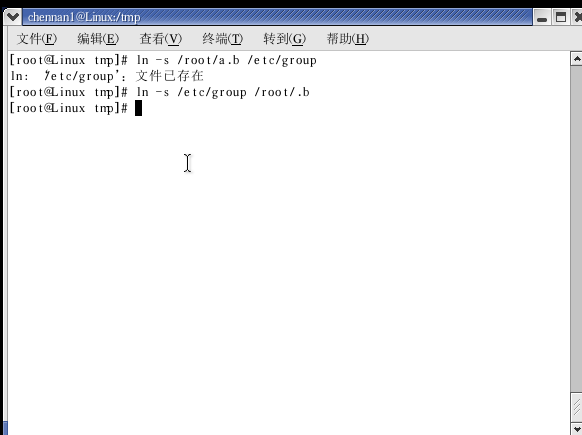 chennan1@Linux:/tmp
文件(F) 编辑(E) 查看(V) 终端(T) 转到(G) 帮助(H)
[root@Linux tmp]# ln -s /root/a.b /etc/group
ln: ‘/etc/group’: 文件已存在
[root@Linux tmp]# ln -s /etc/group /root/.b
[root@Linux tmp]#